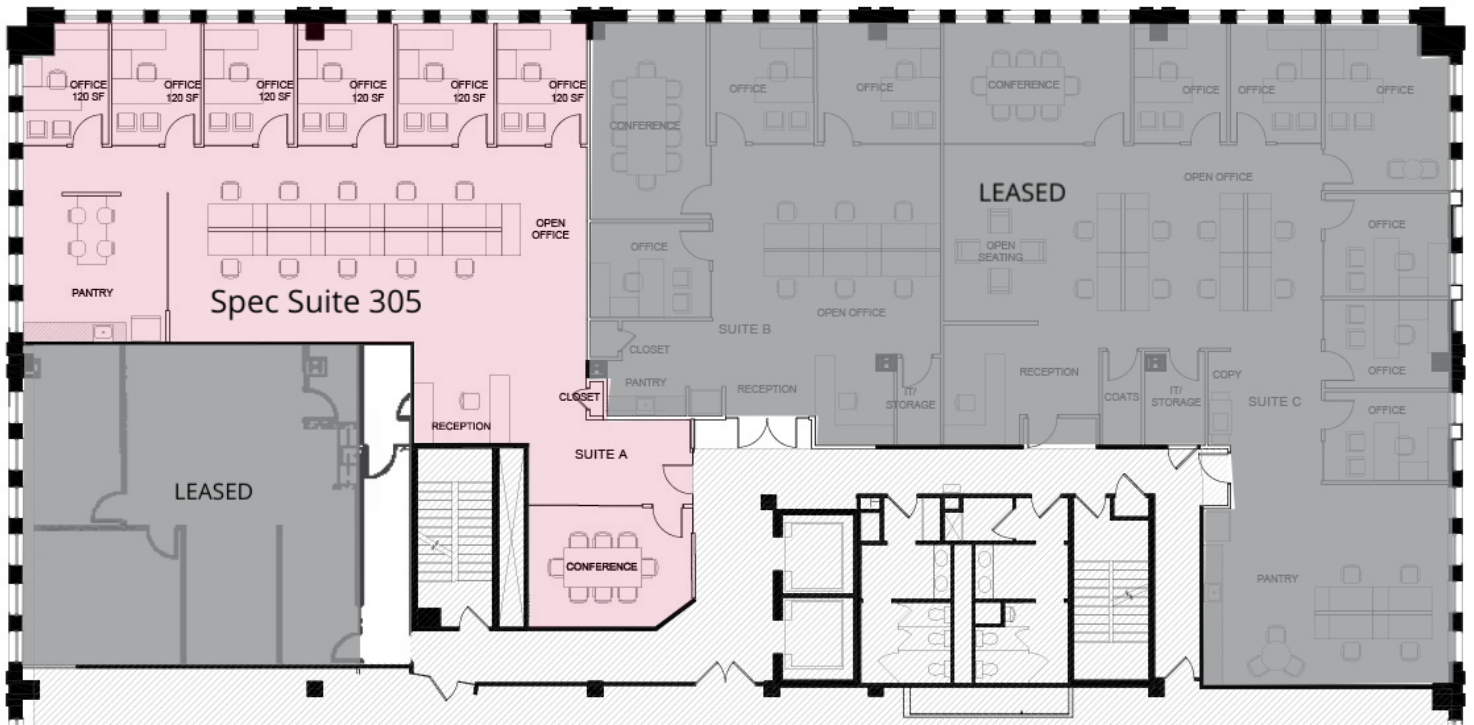 OFFICE
120 SF
OFFICE
120 SF
OFFICE
120 SF
OFFICE
120 SF
OFFICE
120 SF
OFFICE
120 SF
CONFERENCE
OFFICE
OFFICE
CONFERENCE
OFFICE
OFFICE
OFFICE
PANTRY
OPEN
OFFICE
Spec Suite 305
OFFICE
SUITE B
OPEN OFFICE
CLOSET
PANTRY
RECEPTION
IT/
STORAGE
LEASED
OPEN OFFICE
OPEN
SEATING
OFFICE
OFFICE
OFFICE
RECEPTION
COATS
IT/
STORAGE
COPY
SUITE C
CLOSET
RECEPTION
SUITE A
LEASED
CONFERENCE
PANTRY